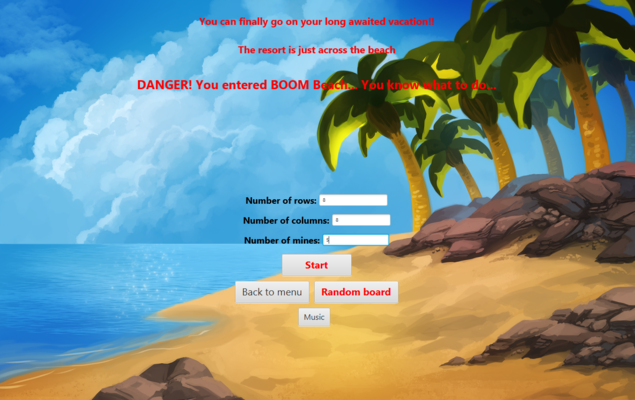 You can finally go on your long awaited vacation!!
The resort is just across the beach
DANGER! You entered BOOM Beach... You know what to do...
Number of rows: 8
Number of columns: 8
Number of mines:
Start
Back to menu Random board
Music